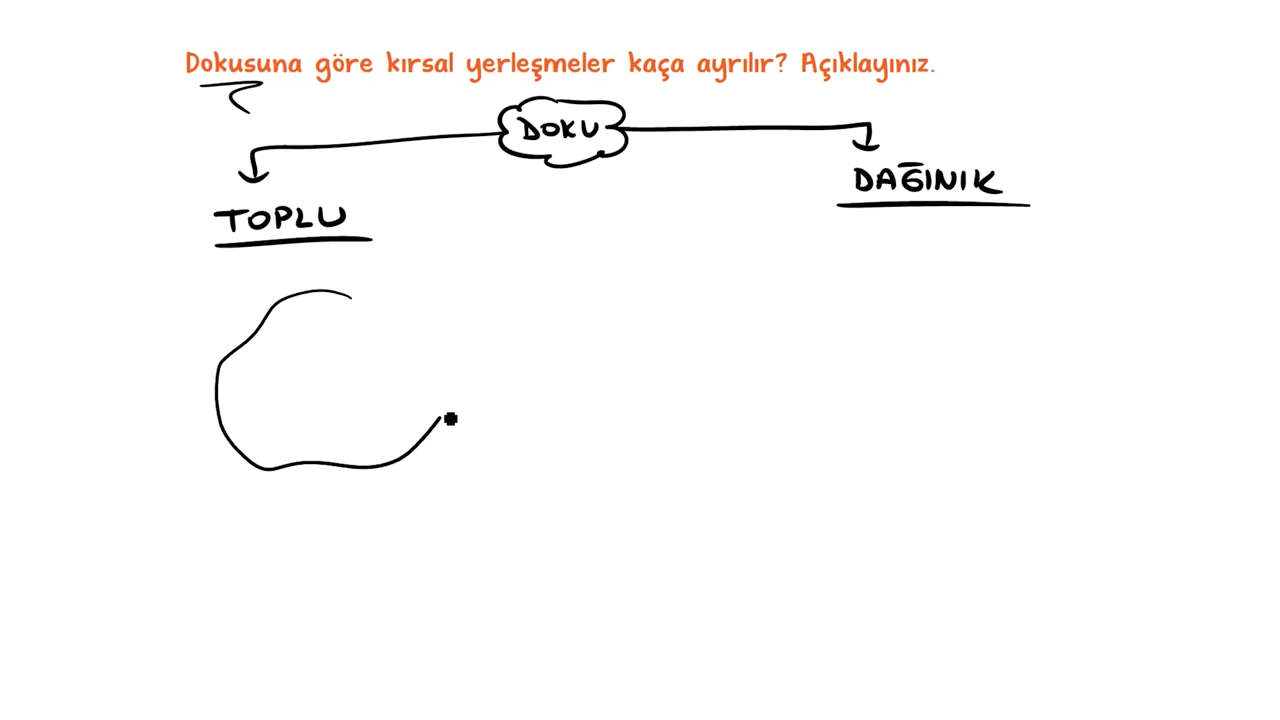 Dokusuna göre kırsal yerleşmeler kaça ayrılır? Açıklayınız.
DOKU
DAĞINIK
TOPLU